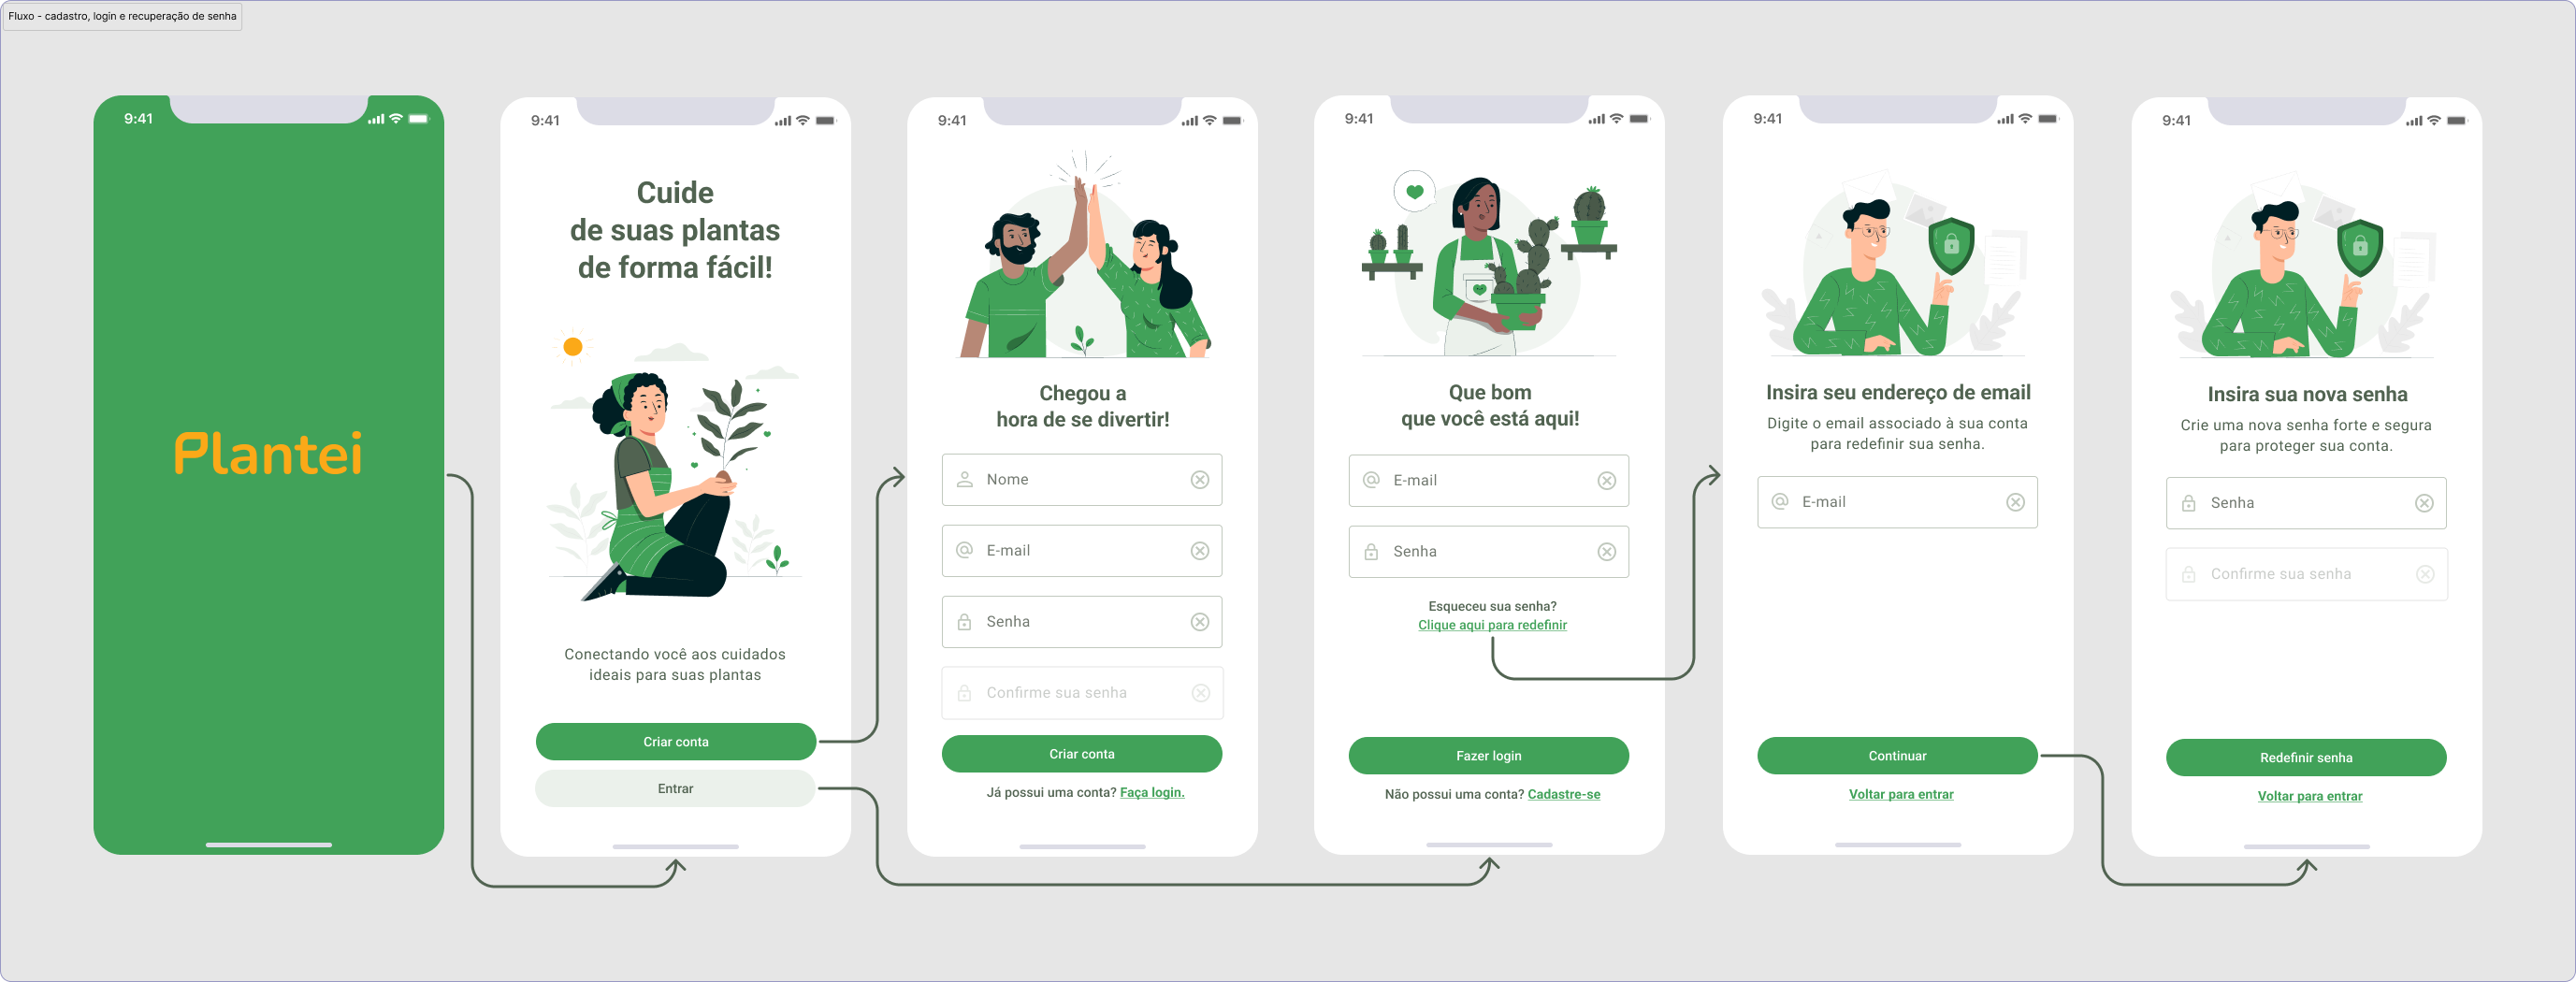 Fluxo - cadastro, login e recuperação de senha
9:41
Plantei
9:41
Cuide
de suas plantas
de forma fácil!
Conectando você aos cuidados
ideais para suas plantas
Criar conta
Entrar
9:41
Chegou a
hora de se divertir!
Nome
E-mail
Senha
Confirme sua senha
Criar conta
Já possui uma conta? Faça login.
9:41
Que bom
que você está aqui!
E-mail
Senha
Esqueceu sua senha?
Clique aqui para redefinir
Fazer login
Não possui uma conta? Cadastre-se
9:41
Insira seu endereço de email
Digite o email associado à sua conta
para redefinir sua senha.
E-mail
Continuar
Voltar para entrar
9:41
Insira sua nova senha
Crie uma nova senha forte e segura
para proteger sua conta.
Senha
Confirme sua senha
Redefinir senha
Voltar para entrar